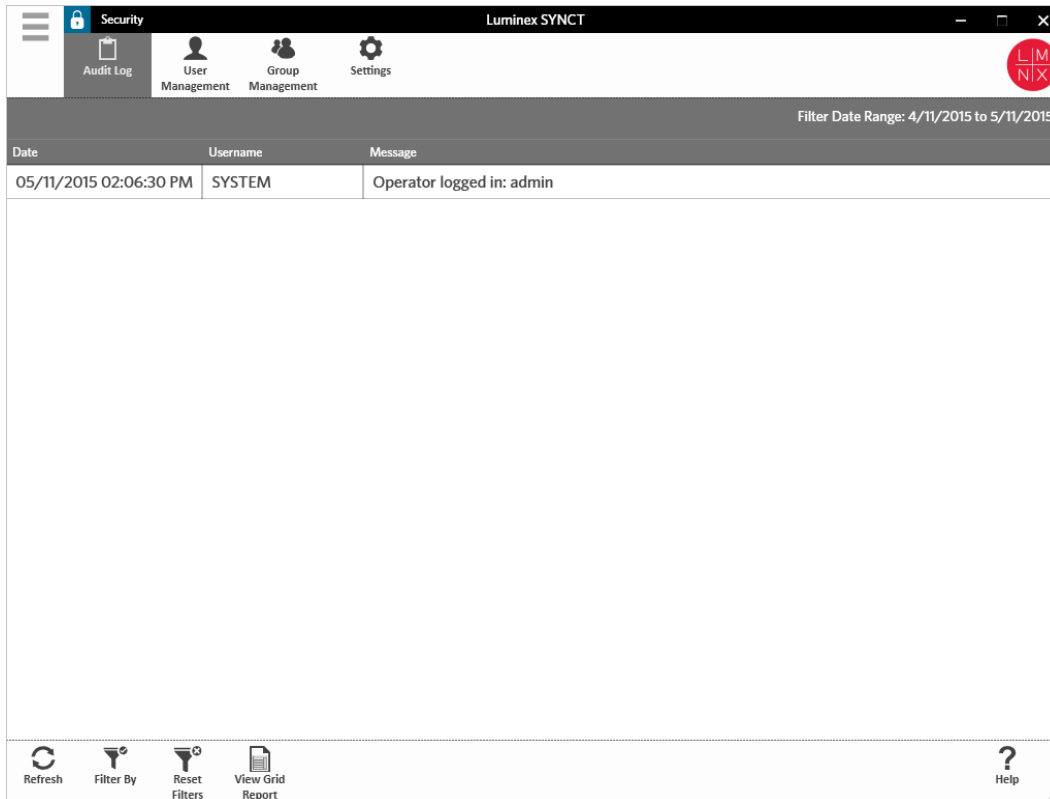 Security
Luminex SYNCT
Audit Log
User
Management
Group
Management
Settings
L M
N X
Filter Date Range: 4/11/2015 to 5/11/2015
Date Username Message
05/11/2015 02:06:30 PM SYSTEM Operator logged in: admin
Refresh
Filter By
Reset
Filters
View Grid
Report
?
Help